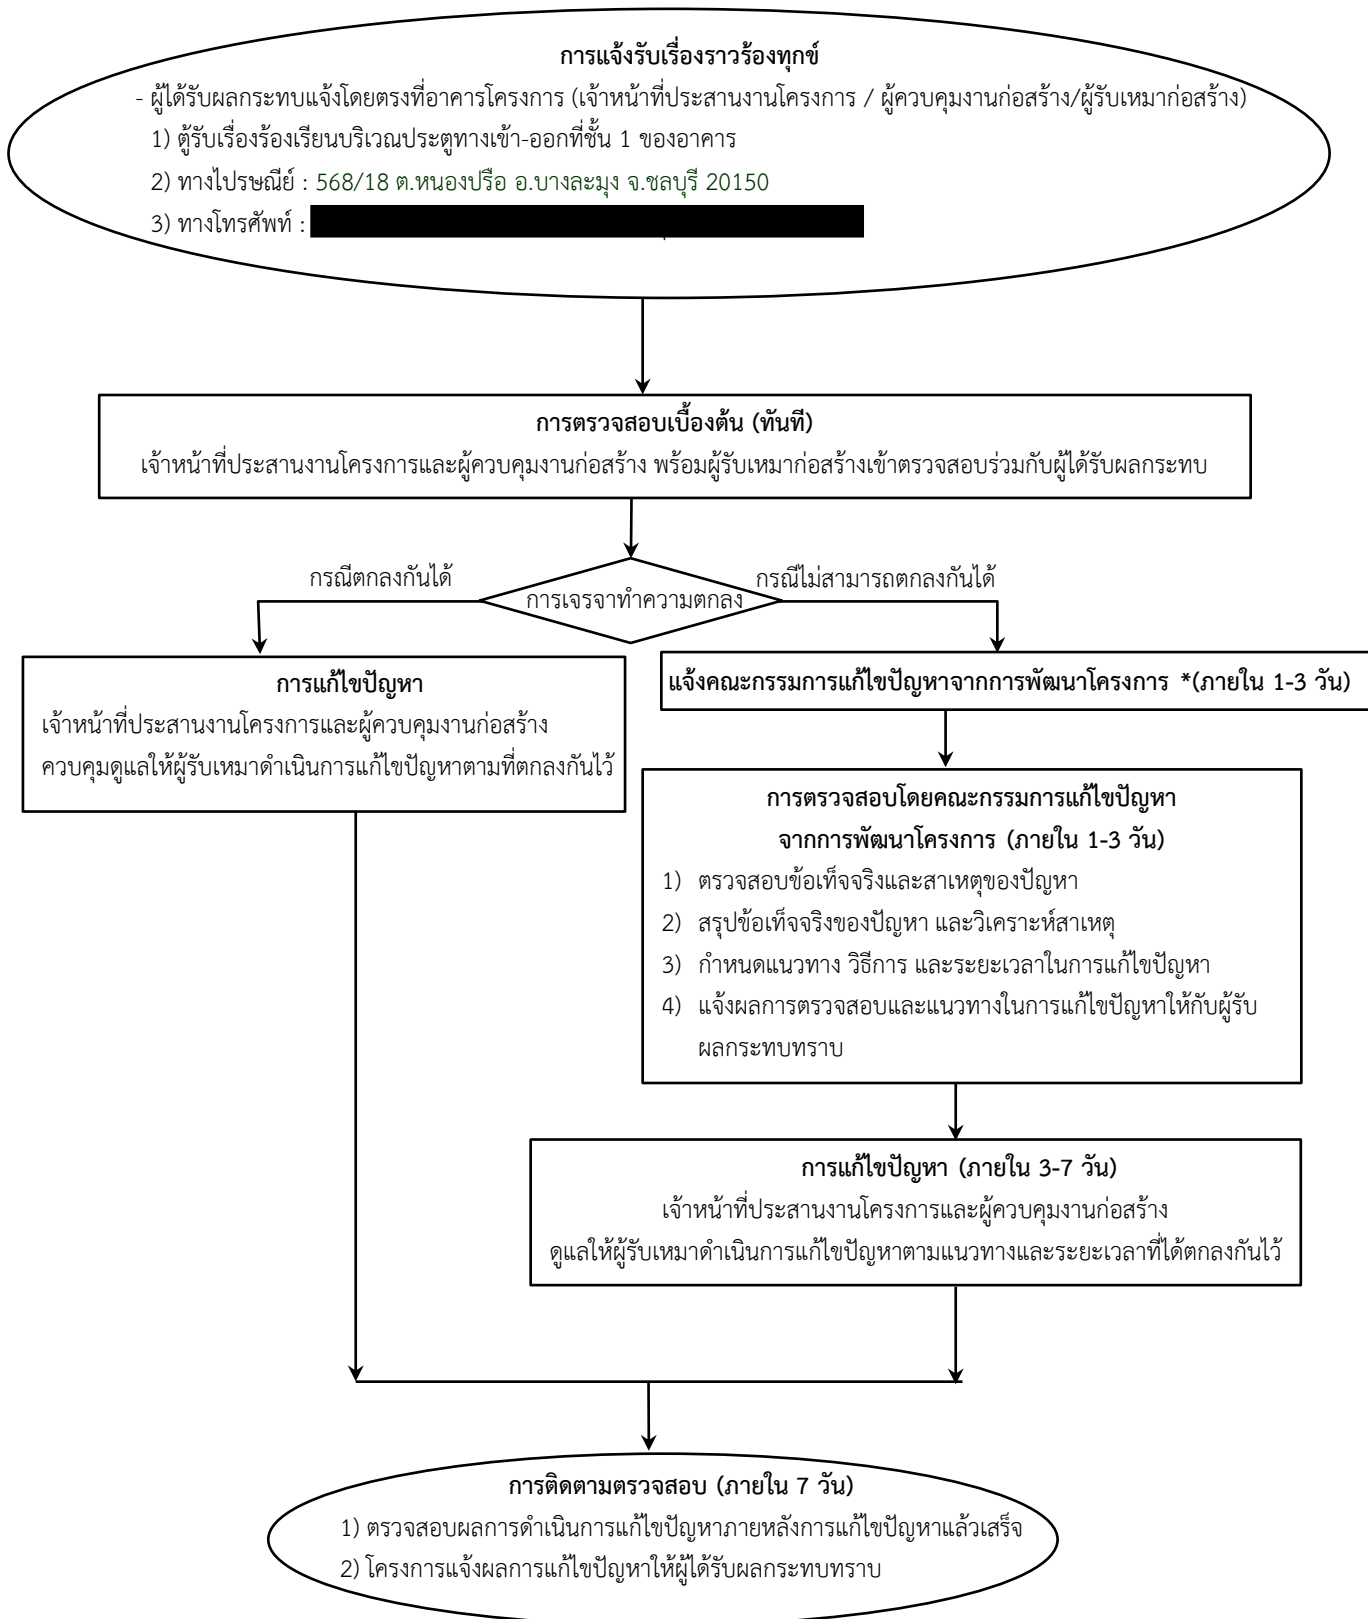 การแจ้งรับเรื่องราวร้องทุกข์
- ผู้ได้รับผลกระทบแจ้งโดยตรงที่อาคารโครงการ (เจ้าหน้าที่ประสานงานโครงการ / ผู้ควบคุมงานก่อสร้าง/ผู้รับเหมาก่อสร้าง)
1) ตู้รับเรื่องร้องเรียนบริเวณประตูทางเข้า-ออกที่ชั้น 1 ของอาคาร
2) ทางไปรษณีย์ : 568/18 ต.หนองปรือ อ.บางละมุง จ.ชลบุรี 20150
3) ทางโทรศัพท์ :
การตรวจสอบเบื้องต้น (ทันที)
เจ้าหน้าที่ประสานงานโครงการและผู้ควบคุมงานก่อสร้าง พร้อมผู้รับเหมาก่อสร้างเข้าตรวจสอบร่วมกับผู้ได้รับผลกระทบ
กรณีตกลงกันได้
การเจรจาทำความตกลง
กรณีไม่สามารถตกลงกันได้
การแก้ไขปัญหา
เจ้าหน้าที่ประสานงานโครงการและผู้ควบคุมงานก่อสร้าง
ควบคุมดูแลให้ผู้รับเหมาดำเนินการแก้ไขปัญหาตามที่ตกลงกันไว้
แจ้งคณะกรรมการแก้ไขปัญหาจากการพัฒนาโครงการ *(ภายใน 1-3 วัน)
การตรวจสอบโดยคณะกรรมการแก้ไขปัญหา
จากการพัฒนาโครงการ (ภายใน 1-3 วัน)
1) ตรวจสอบข้อเท็จจริงและสาเหตุของปัญหา
2) สรุปข้อเท็จจริงของปัญหา และวิเคราะห์สาเหตุ
3) กำหนดแนวทาง วิธีการ และระยะเวลาในการแก้ไขปัญหา
4) แจ้งผลการตรวจสอบและแนวทางในการแก้ไขปัญหาให้กับผู้รับ
ผลกระทบทราบ
การแก้ไขปัญหา (ภายใน 3-7 วัน)
เจ้าหน้าที่ประสานงานโครงการและผู้ควบคุมงานก่อสร้าง
ดูแลให้ผู้รับเหมาดำเนินการแก้ไขปัญหาตามแนวทางและระยะเวลาที่ได้ตกลงกันไว้
การติดตามตรวจสอบ (ภายใน 7 วัน)
1) ตรวจสอบผลการดำเนินการแก้ไขปัญหาภายหลังการแก้ไขปัญหาแล้วเสร็จ
2) โครงการแจ้งผลการแก้ไขปัญหาให้ผู้ได้รับผลกระทบทราบ